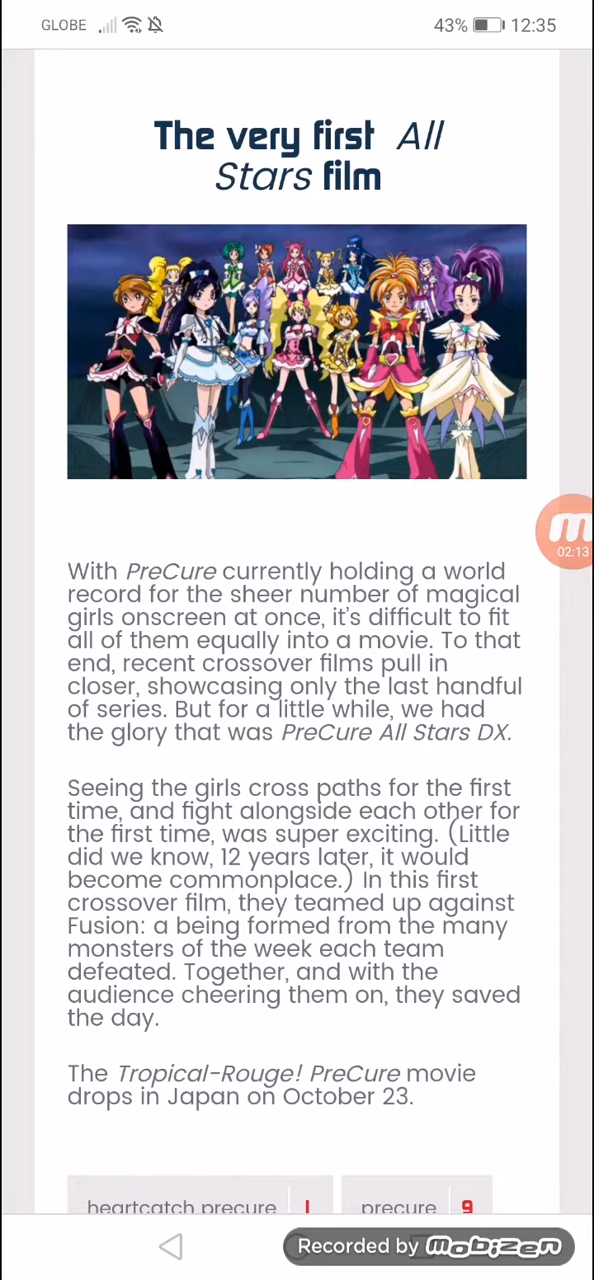 GLOBE 43% 12:35
The very first All
Stars film
02:13
With PreCure currently holding a world
record for the sheer number of magical
girls onscreen at once, it's difficult to fit
all of them equally into a movie. To that
end, recent crossover films pull in
closer, showcasing only the last handful
of series. But for a little while, we had
the glory that was PreCure All Stars DX.
Seeing the girls cross paths for the first
time, and fight alongside each other for
the first time, was super exciting. (Little
did we know, 12 years later, it would
become commonplace.) In this first
crossover film, they teamed up against
Fusion: a being formed from the many
monsters of the week each team
defeated. Together, and with the
audience cheering them on, they saved
the day.
The Tropical-Rouge! PreCure movie
drops in Japan on October 23.
heartcatch precure 1 precure 9
Recorded by mobizen